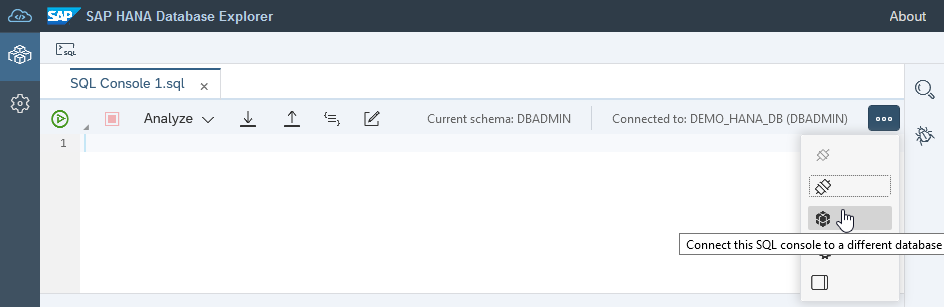 SAP SAP HANA Database Explorer About
SQL
SQL Console 1.sql ×
Analyze Current schema: DBADMIN Connected to: DEMO_HANA_DB (DBADMIN)
1
Connect this SQL console to a different database